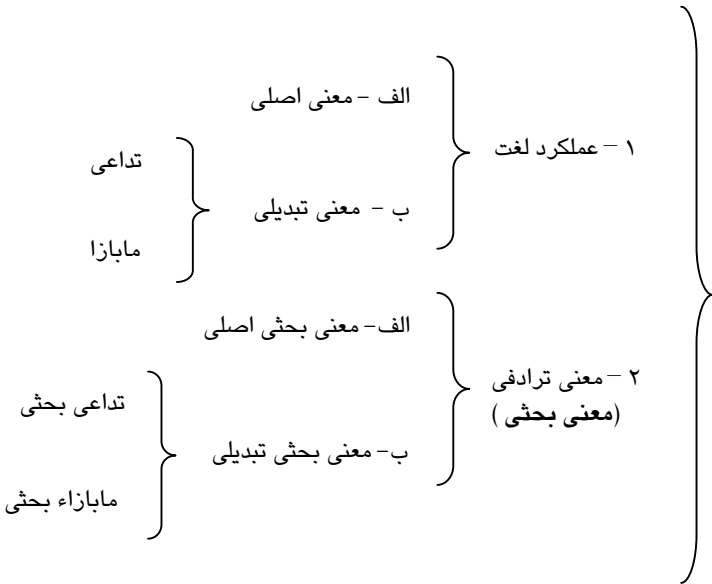 ۱ – عملکرد لغت
الف – معنی اصلی
ب – معنی تبدیلی
تداعی
مابازا
۲ – معنی ترادفی
(معنی بحثی )
الف– معنی بحثی اصلی
ب– معنی بحثی تبدیلی
تداعی بحثی
مابازاء بحثی